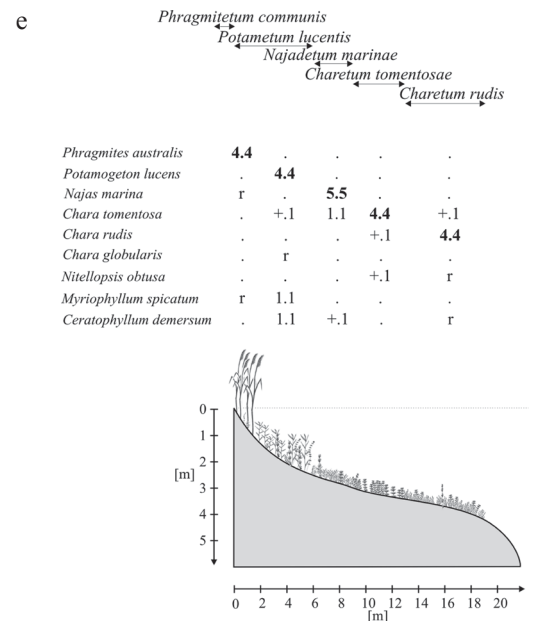 e
Phragmitetum communis
Potametum lucentis
Najadetum marinae
Charetum tomentosae
Charetum rudis
Phragmites australis 4.4 . . . .
Potamogeton lucens . 4.4 . . .
Najas marina r . 5.5 . .
Chara tomentosa . +.1 1.1 4.4 +.1
Chara rudis . . . +.1 4.4
Chara globularis . r . . .
Nitellopsis obtusa . . . +.1 r
Myriophyllum spicatum r 1.1 . . .
Ceratophyllum demersum . 1.1 +.1 . r
0
1
2
[m]
3
4
5
0 2 4 6 8 10 12 14 16 18 20
[m]